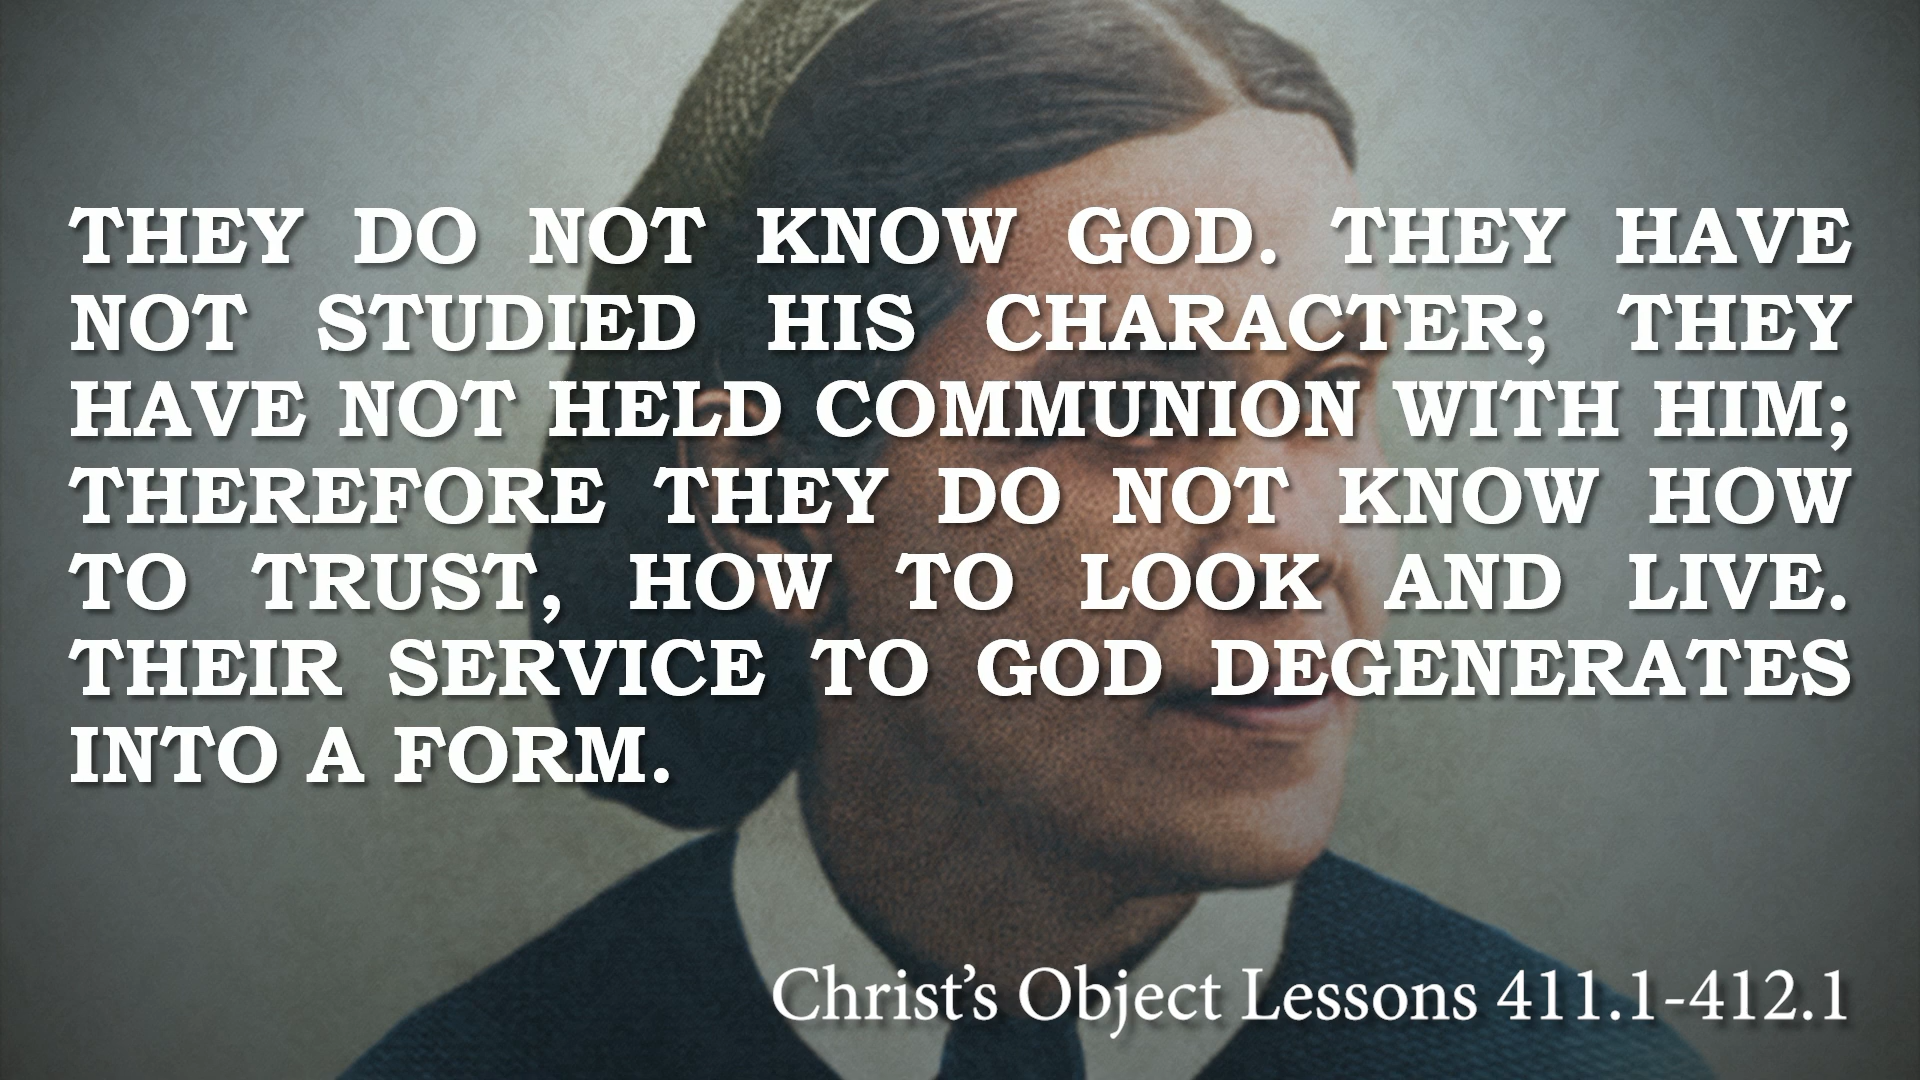 THEY DO NOT KNOW GOD. THEY HAVE
NOT STUDIED HIS CHARACTER; THEY
HAVE NOT HELD COMMUNION WITH HIM;
THEREFORE THEY DO NOT KNOW HOW
TO TRUST, HOW TO LOOK AND LIVE.
THEIR SERVICE TO GOD DEGENERATES
INTO A FORM.
Christ’s Object Lessons 411.1-412.1